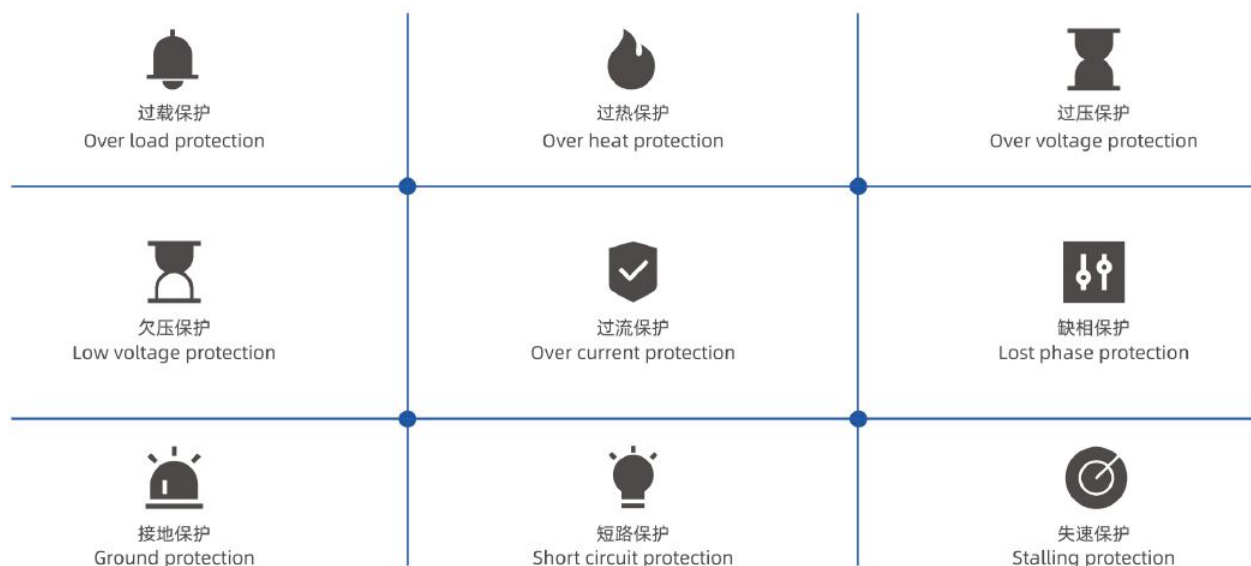 过载保护
Over load protection
过热保护
Over heat protection
过压保护
Over voltage protection
欠压保护
Low voltage protection
过流保护
Over current protection
缺相保护
Lost phase protection
接地保护
Ground protection
短路保护
Short circuit protection
失速保护
Stalling protection